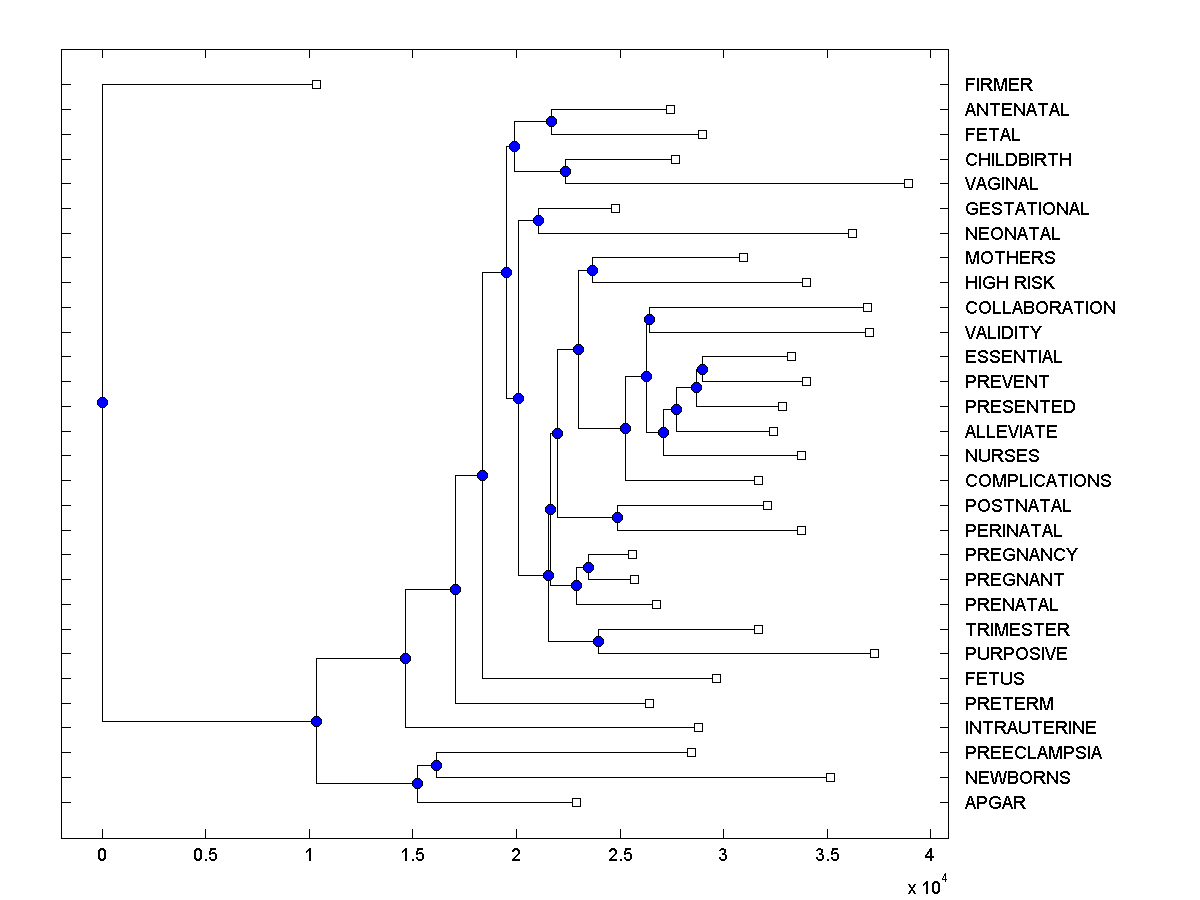 FIRMER
ANTENATAL
FETAL
CHILDBIRTH
VAGINAL
GESTATIONAL
NEONATAL
MOTHERS
HIGH RISK
COLLABORATION
VALIDITY
ESSENTIAL
PREVENT
PRESENTED
ALLEVIATE
NURSES
COMPLICATIONS
POSTNATAL
PERINATAL
PREGNANCY
PREGNANT
PRENATAL
TRIMESTER
PURPOSIVE
FETUS
PRETERM
INTRAUTERINE
PREECLAMPSIA
NEWBORNS
APGAR
0 0.5 1 1.5 2 2.5 3 3.5 4
x 10^4